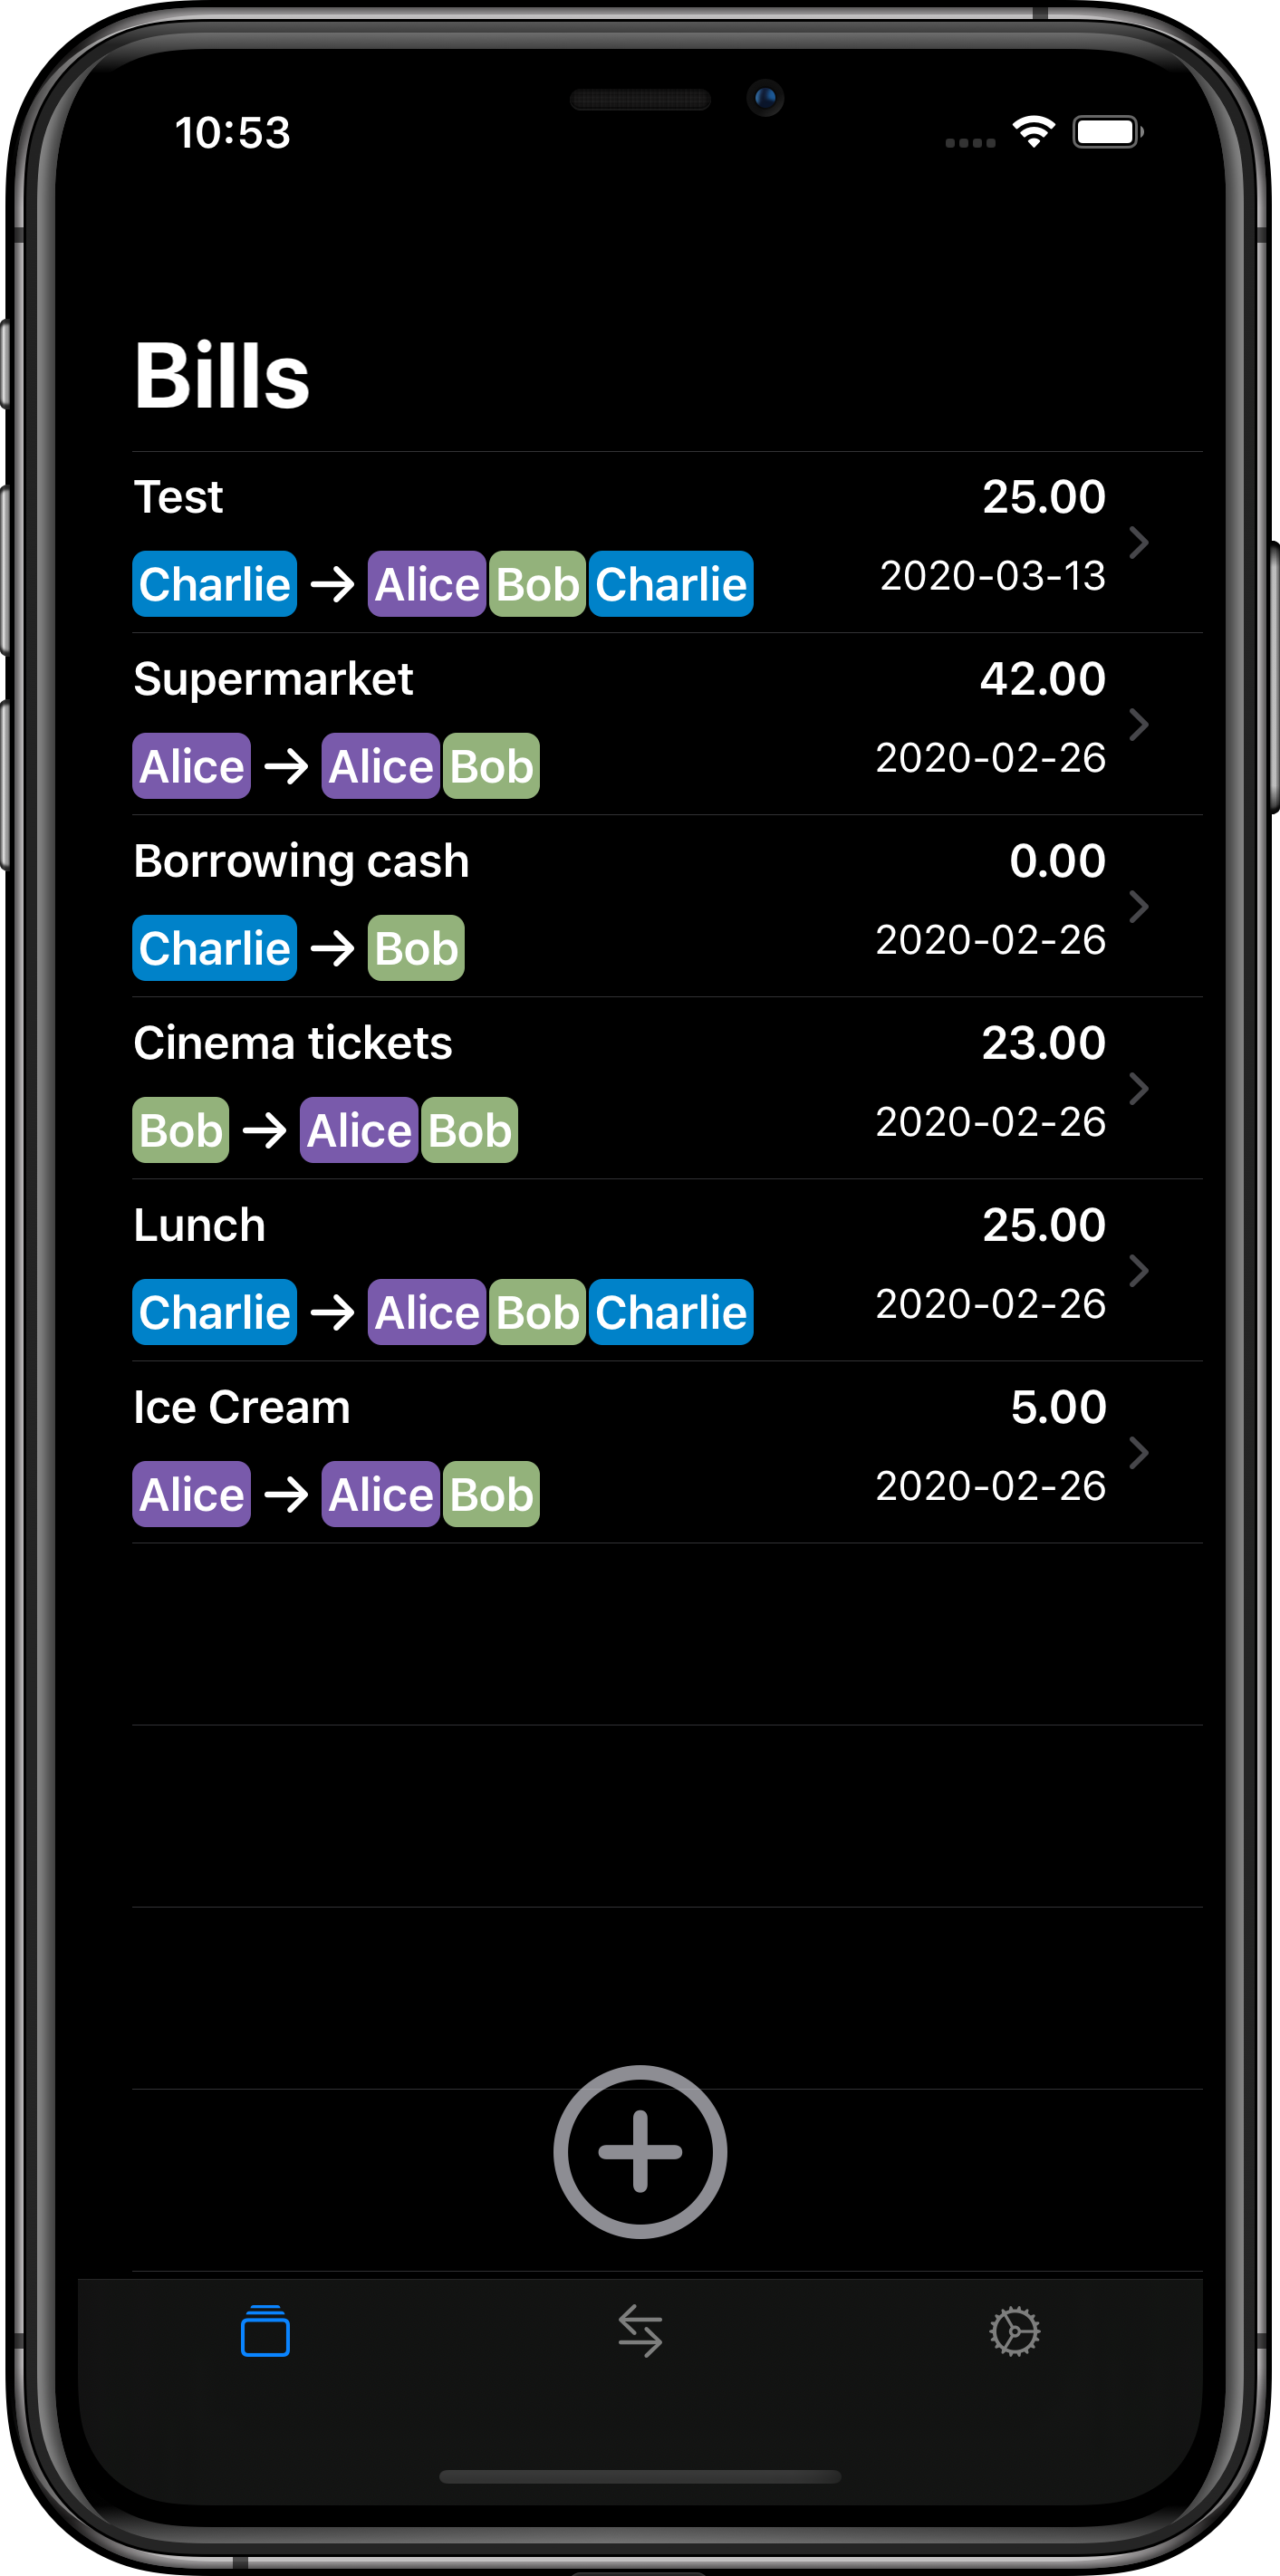 10:53
Bills
Test 25.00
Charlie → Alice Bob Charlie 2020-03-13
Supermarket 42.00
Alice → Alice Bob 2020-02-26
Borrowing cash 0.00
Charlie → Bob 2020-02-26
Cinema tickets 23.00
Bob → Alice Bob 2020-02-26
Lunch 25.00
Charlie → Alice Bob Charlie 2020-02-26
Ice Cream 5.00
Alice → Alice Bob 2020-02-26